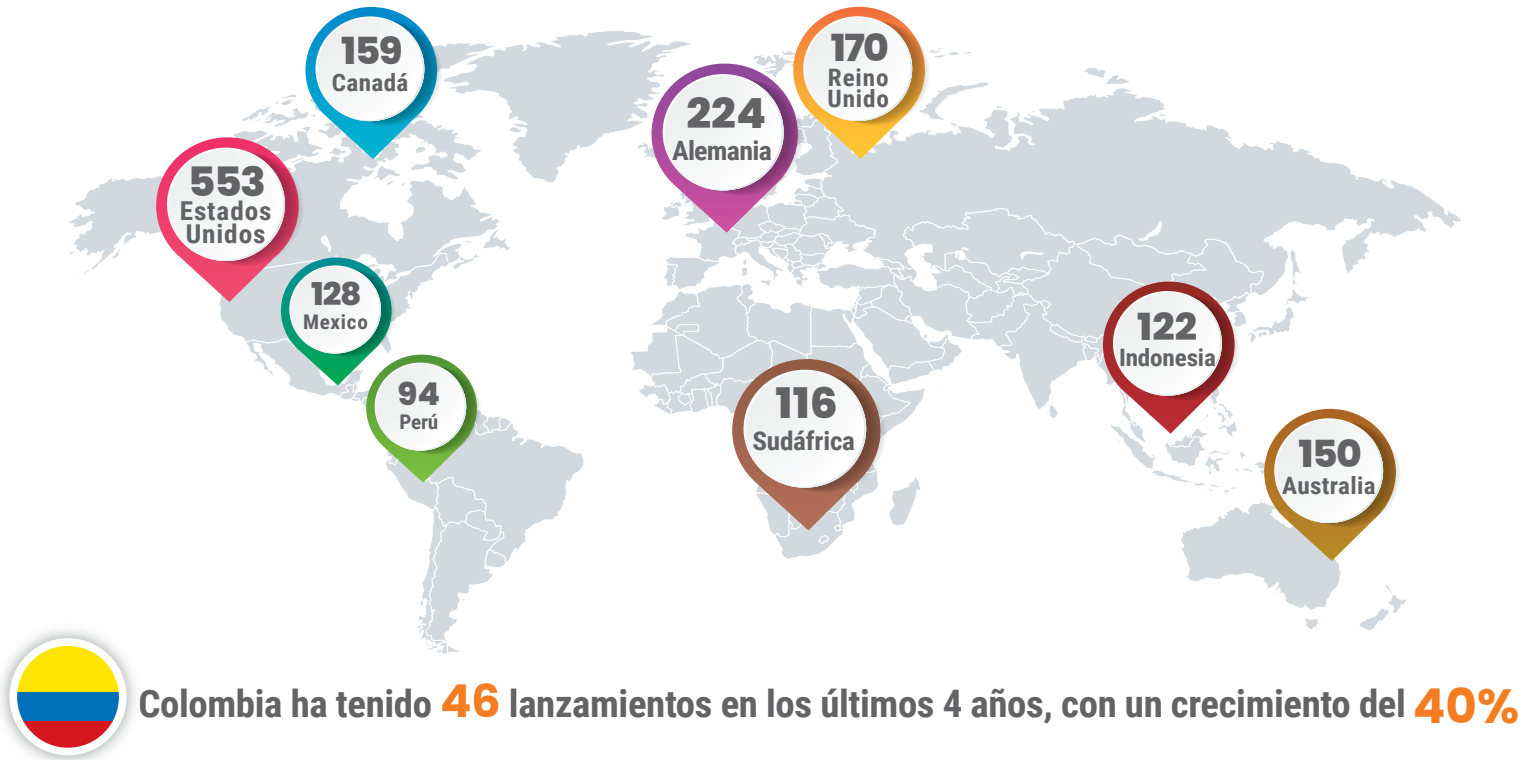 159
Canadá
170
Reino
Unido
224
Alemania
553
Estados
Unidos
128
Mexico
94
Perú
116
Sudáfrica
122
Indonesia
150
Australia
Colombia ha tenido 46 lanzamientos en los últimos 4 años, con un crecimiento del 40%